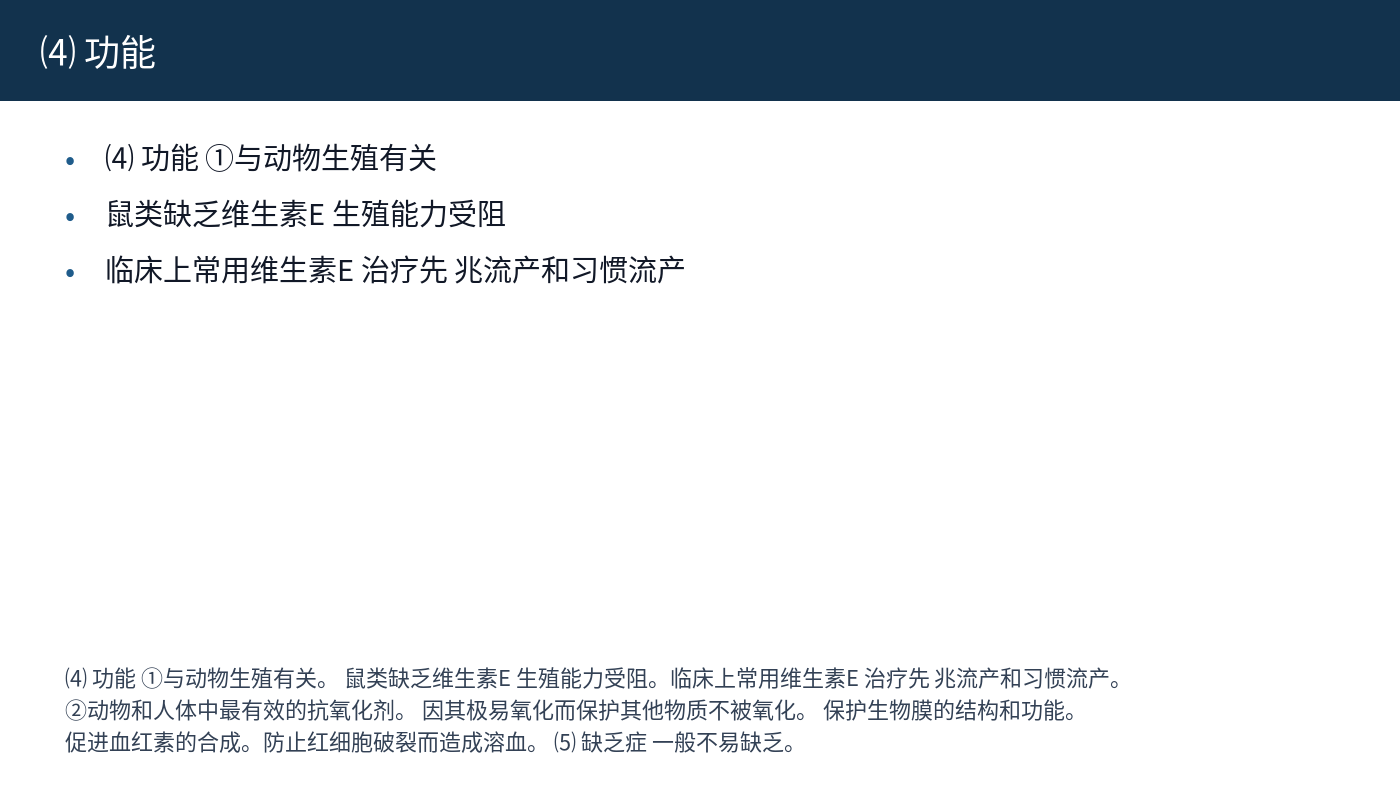 ⑷ 功能
• ⑷ 功能 ①与动物生殖有关
• 鼠类缺乏维生素E 生殖能力受阻
• 临床上常用维生素E 治疗先 兆流产和习惯流产
⑷ 功能 ①与动物生殖有关。 鼠类缺乏维生素E 生殖能力受阻。临床上常用维生素E 治疗先 兆流产和习惯流产。
②动物和人体中最有效的抗氧化剂。 因其极易氧化而保护其他物质不被氧化。 保护生物膜的结构和功能。
促进血红素的合成。防止红细胞破裂而造成溶血。 ⑸ 缺乏症 一般不易缺乏。